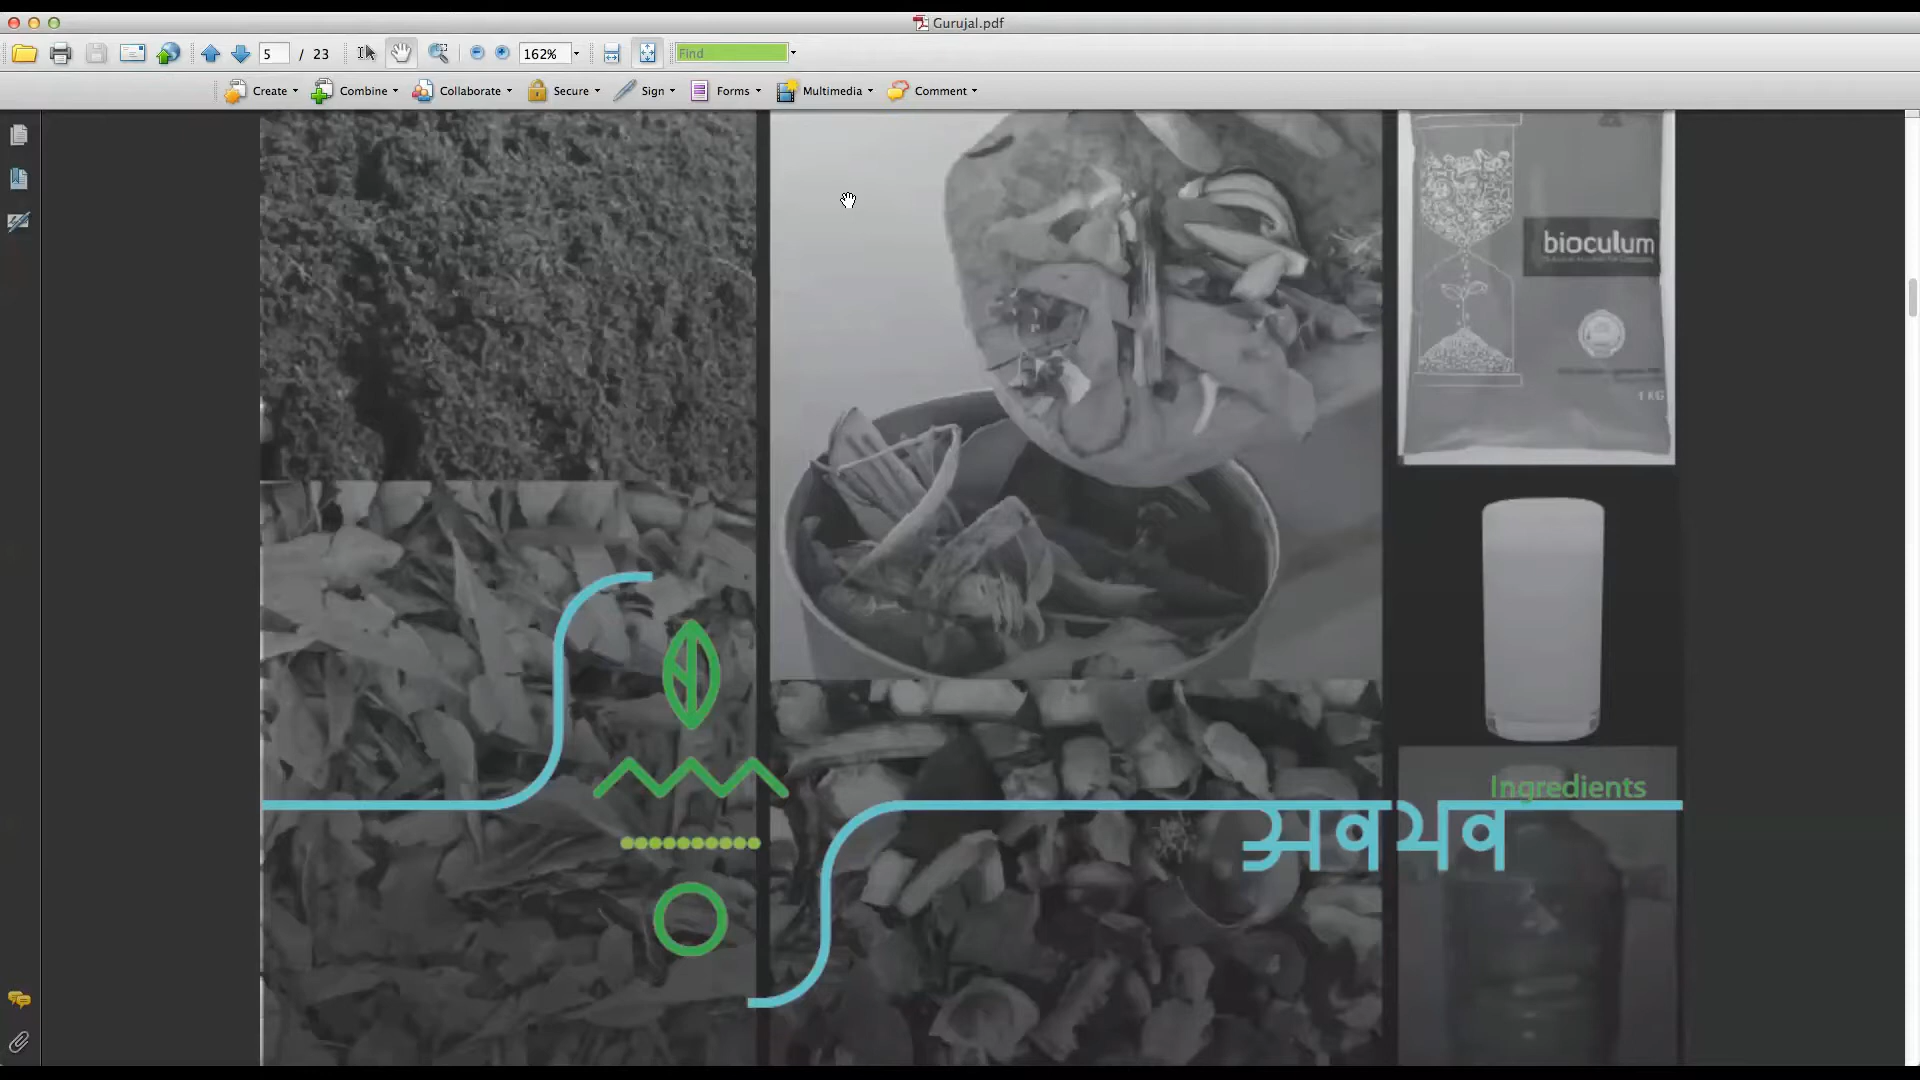 Gurujal.pdf
5 / 23
162%
Find
Create
Combine
Collaborate
Secure
Sign
Forms
Multimedia
Comment
bioculum
1 KG
Ingredients
अवयव